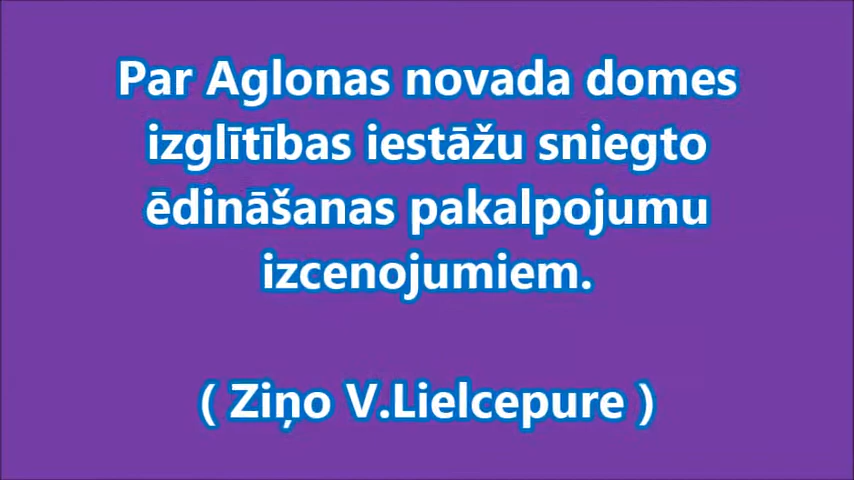 Par Aglonas novada domes
izglītības iestāžu sniegto
ēdināšanas pakalpojumu
izcenojumiem.
( Ziņo V.Lielcepure )